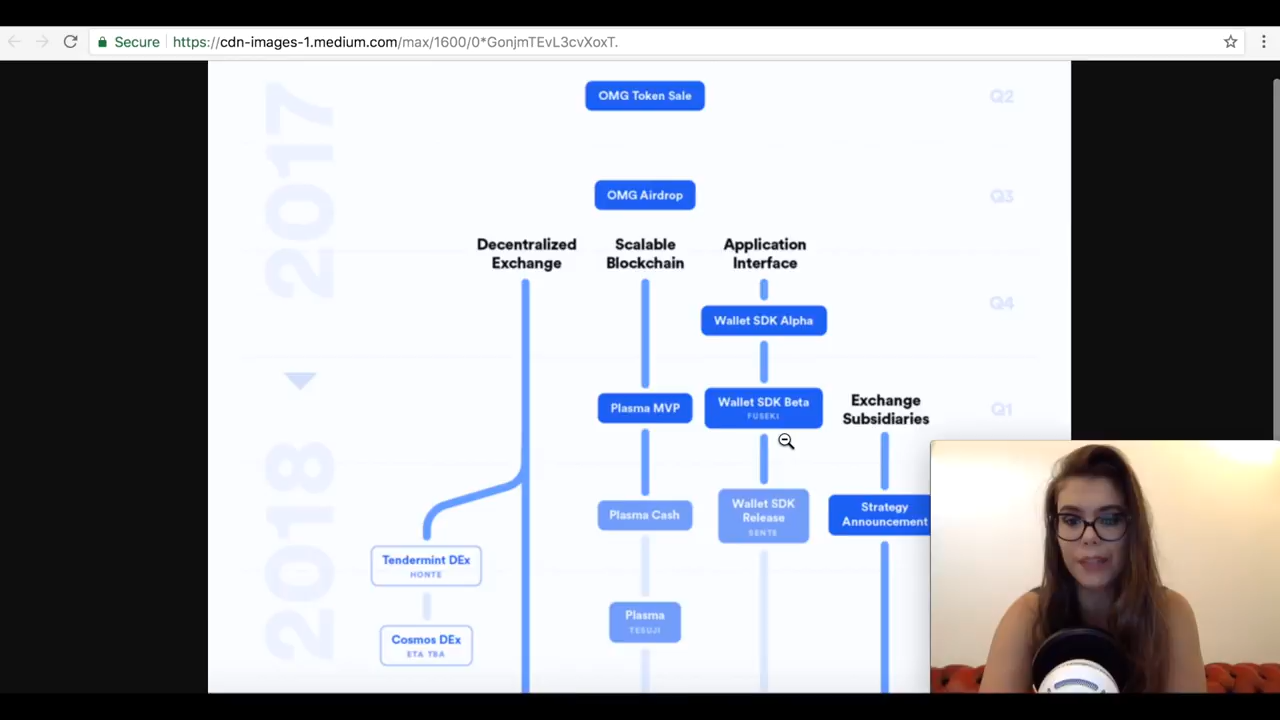 Secure
https://cdn-images-1.medium.com/max/1600/0*GonjmTEvL3cvXoxT.
2017
OMG Token Sale
Q2
OMG Airdrop
Q3
Decentralized
Exchange
Scalable
Blockchain
Application
Interface
Wallet SDK Alpha
Q4
Plasma MVP
Wallet SDK Beta
FUSEKI
Exchange
Subsidiaries
Q1
2018
Plasma Cash
Wallet SDK
Release
SENTE
Strategy
Announcement
Tendermint DEx
HONTE
Plasma
TESUJI
Cosmos DEx
ETA TBA